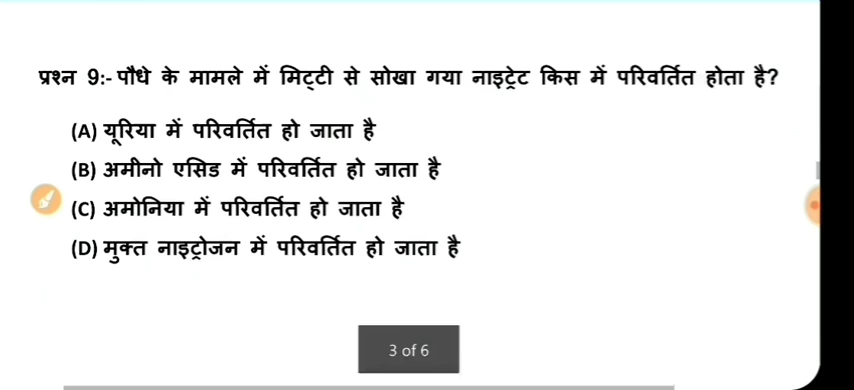 प्रश्न 9:- पौधे के मामले में मिट्टी से सोखा गया नाइट्रेट किस में परिवर्तित होता है?
(A) यूरिया में परिवर्तित हो जाता है
(B) अमीनो एसिड में परिवर्तित हो जाता है
(C) अमोनिया में परिवर्तित हो जाता है
(D) मुक्त नाइट्रोजन में परिवर्तित हो जाता है
3 of 6